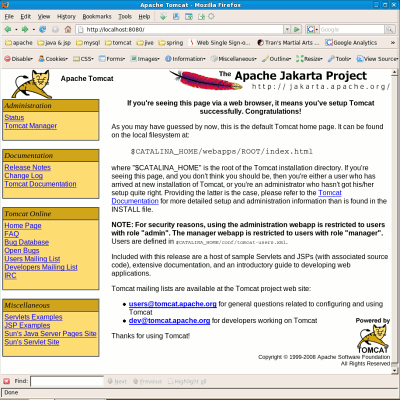 Apache Tomcat - Mozilla Firefox
File Edit View History Bookmarks Tools Help
http://localhost:8080/
Google
apache java & jsp mysql tomcat jive spring Web Single Sign-o... Tran's Martial Arts ... Google Analytics
Disable Cookies CSS Forms Images Information Miscellaneous Outline Resize Tools View Source
Apache Tomcat
The Apache Jakarta Project
http://jakarta.apache.org/
Administration
Status
Tomcat Manager
Documentation
Release Notes
Change Log
Tomcat Documentation
Tomcat Online
Home Page
FAQ
Bug Database
Open Bugs
Users Mailing List
Developers Mailing List
IRC
Miscellaneous
Servlets Examples
JSP Examples
Sun's Java Server Pages Site
Sun's Servlet Site
If you're seeing this page via a web browser, it means you've setup Tomcat
successfully. Congratulations!
As you may have guessed by now, this is the default Tomcat home page. It can be found
on the local filesystem at:
$CATALINA_HOME/webapps/ROOT/index.html
where "$CATALINA_HOME" is the root of the Tomcat installation directory. If you're
seeing this page, and you don't think you should be, then you're either a user who has
arrived at new installation of Tomcat, or you're an administrator who hasn't got his/her
setup quite right. Providing the latter is the case, please refer to the Tomcat
Documentation for more detailed setup and administration information than is found in the
INSTALL file.
NOTE: For security reasons, using the administration webapp is restricted to users
with role "admin". The manager webapp is restricted to users with role "manager".
Users are defined in $CATALINA_HOME/conf/tomcat-users.xml.
Included with this release are a host of sample Servlets and JSPs (with associated source
code), extensive documentation, and an introductory guide to developing web
applications.
Tomcat mailing lists are available at the Tomcat project web site:
users@tomcat.apache.org for general questions related to configuring and using
Tomcat
dev@tomcat.apache.org for developers working on Tomcat
Thanks for using Tomcat!
Powered by
TOMCAT
Copyright © 1999-2008 Apache Software Foundation
All Rights Reserved
Find: Next Previous Highlight all
Done